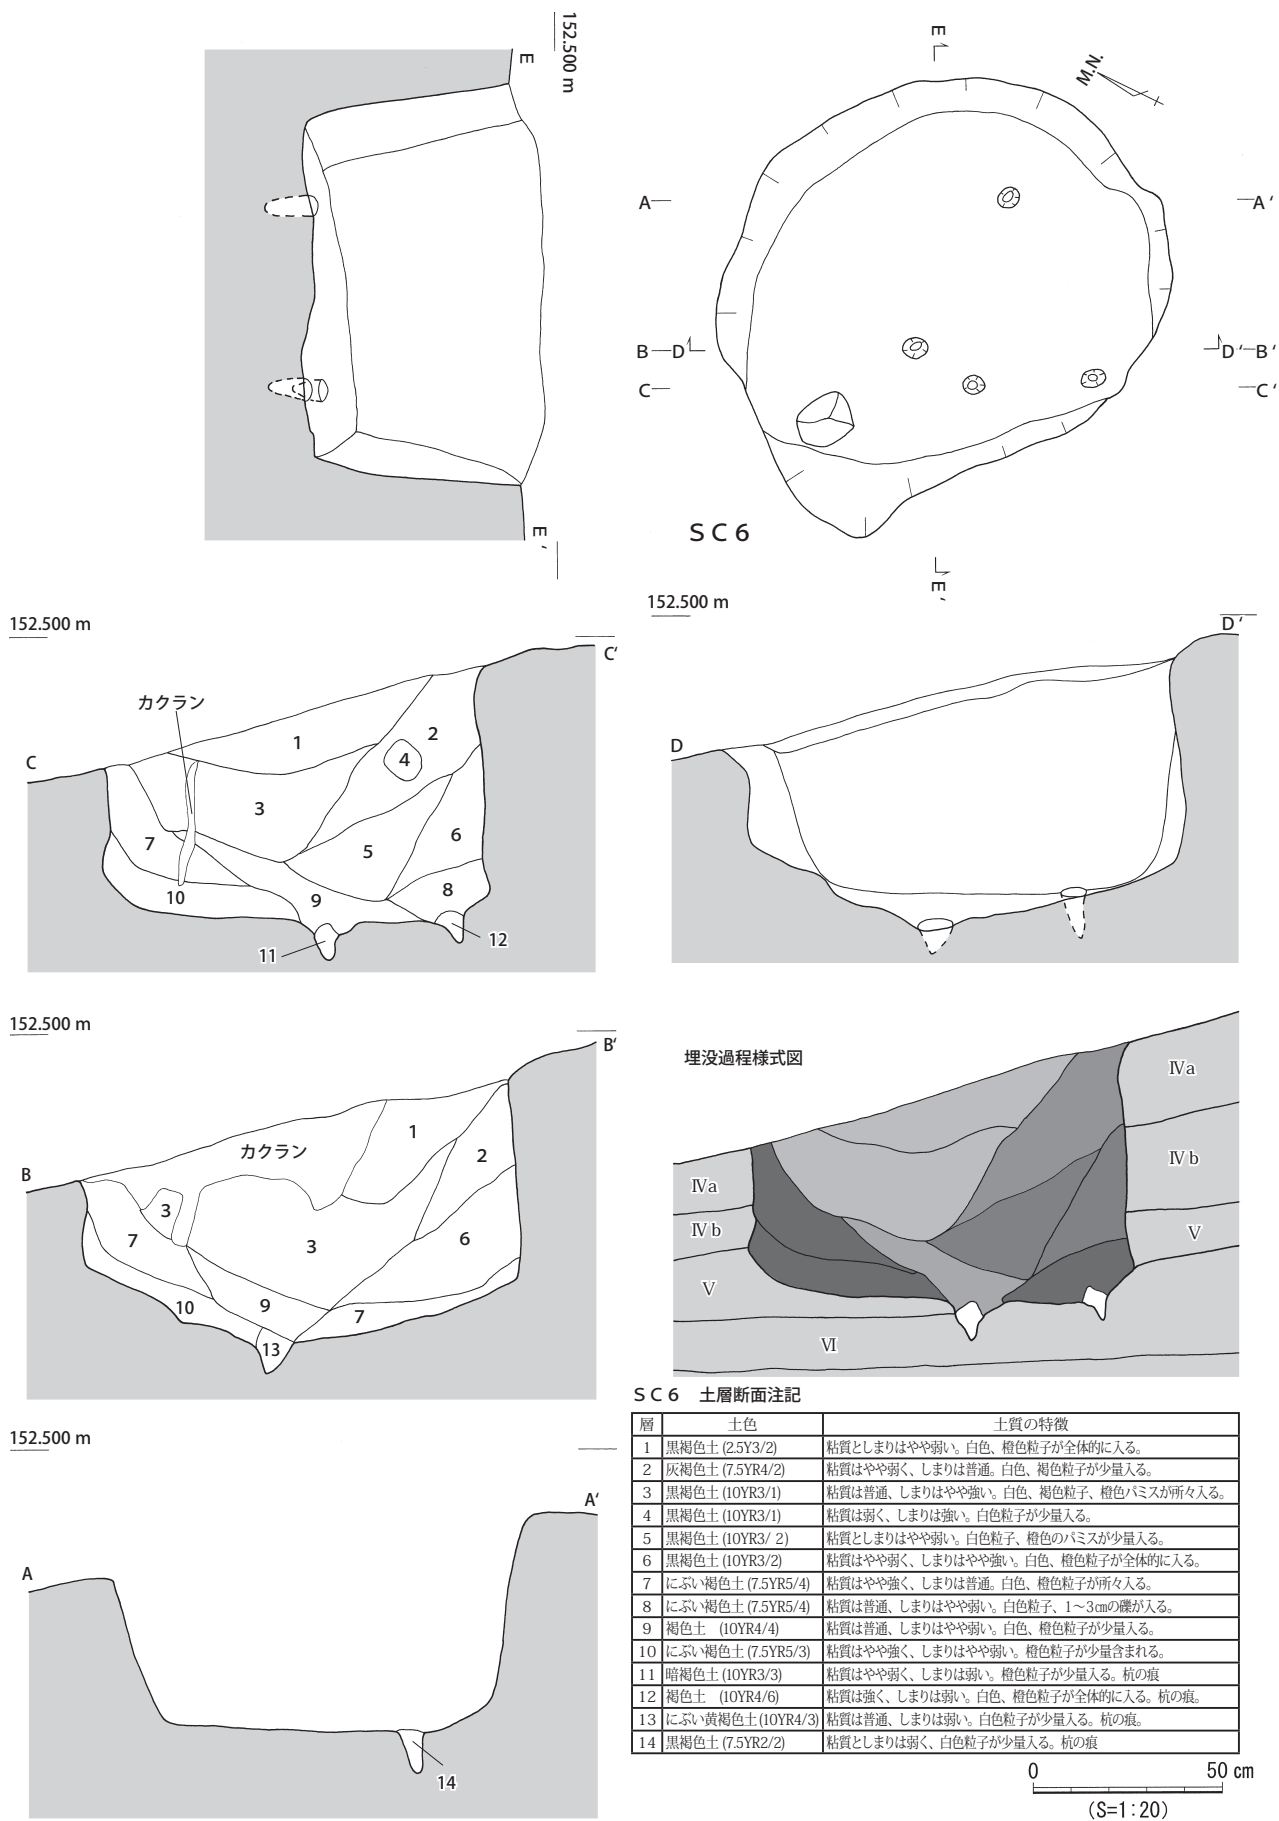 152.500 m
E
E'
E
M.N.
A
A'
B
D
D'
B'
C
C'
SC6
E'
152.500 m
C'
カクラン
1
2
4
C
3
7
5
6
10
9
8
11
12
152.500 m
D'
D
152.500 m
B'
カクラン
1
2
B
3
7
3
6
10
9
7
13
埋没過程様式図
Ⅳa
Ⅳb
Ⅳa
Ⅳb
Ⅴ
Ⅴ
Ⅵ
152.500 m
A'
A
14
SC6 土層断面注記
層 土色 土質の特徴
1 黒褐色土 (2.5Y3/2) 粘質としまりはやや弱い。白色、橙色粒子が全体的に入る。
2 灰褐色土 (7.5YR4/2) 粘質はやや弱く、しまりは普通。白色、褐色粒子が少量入る。
3 黒褐色土 (10YR3/1) 粘質は普通、しまりはやや強い。白色、褐色粒子、橙色パミスが所々入る。
4 黒褐色土 (10YR3/1) 粘質は弱く、しまりは強い。白色粒子が少量入る。
5 黒褐色土 (10YR3/２) 粘質としまりはやや弱い。白色粒子、橙色のパミスが少量入る。
6 黒褐色土 (10YR3/2) 粘質はやや弱く、しまりはやや強い。白色、橙色粒子が全体的に入る。
7 にぶい褐色土 (7.5YR5/4) 粘質はやや強く、しまりは普通。白色、橙色粒子が所々入る。
8 にぶい褐色土 (7.5YR5/4) 粘質は普通、しまりはやや弱い。白色粒子、1～3㎝の礫が入る。
9 褐色土 (10YR4/4) 粘質は普通、しまりはやや弱い。白色、橙色粒子が少量入る。
10 にぶい褐色土 (7.5YR5/3) 粘質はやや強く、しまりはやや弱い。橙色粒子が少量含まれる。
11 暗褐色土 (10YR3/3) 粘質はやや弱く、しまりは弱い。橙色粒子が少量入る。杭の痕
12 褐色土 (10YR4/6) 粘質は強く、しまりは弱い。白色、橙色粒子が全体的に入る。杭の痕。
13 にぶい黄褐色土 (10YR4/3) 粘質は普通、しまりは弱い。白色粒子が少量入る。杭の痕。
14 黒褐色土 (7.5YR2/2) 粘質としまりは弱く、白色粒子が少量入る。杭の痕
0 50 cm
(S=1:20)